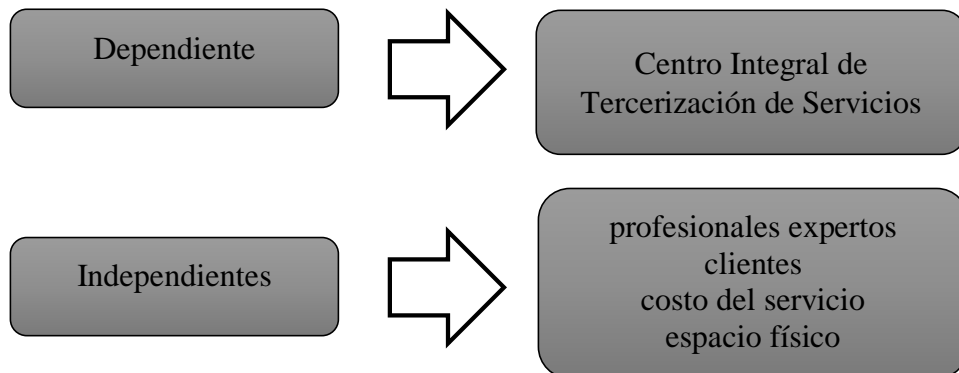 Dependiente
Centro Integral de
Tercerización de Servicios
Independientes
profesionales expertos
clientes
costo del servicio
espacio físico